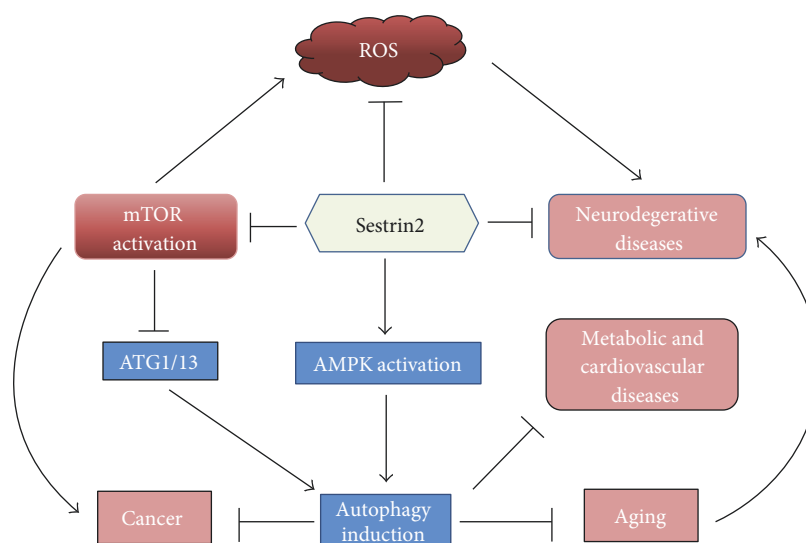 ROS
mTOR
activation
Sestrin2
Neurodegerative
diseases
ATG1/13
AMPK activation
Metabolic and
cardiovascular
diseases
Cancer
Autophagy
induction
Aging